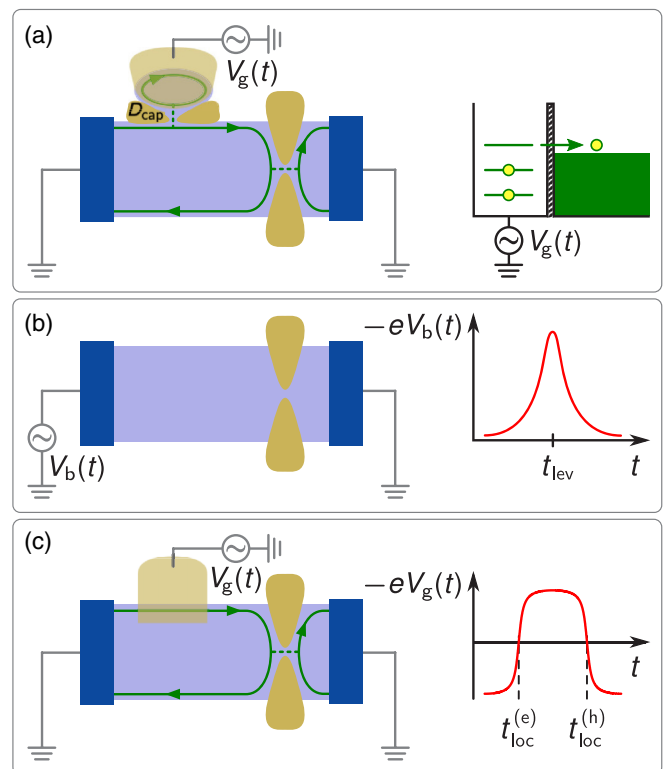 (a)
V_g(t)
D_cap
V_g(t)
(b)
−eV_b(t)
V_b(t)
t_lev
t
(c)
V_g(t)
−eV_g(t)
t
t_loc^(e)
t_loc^(h)